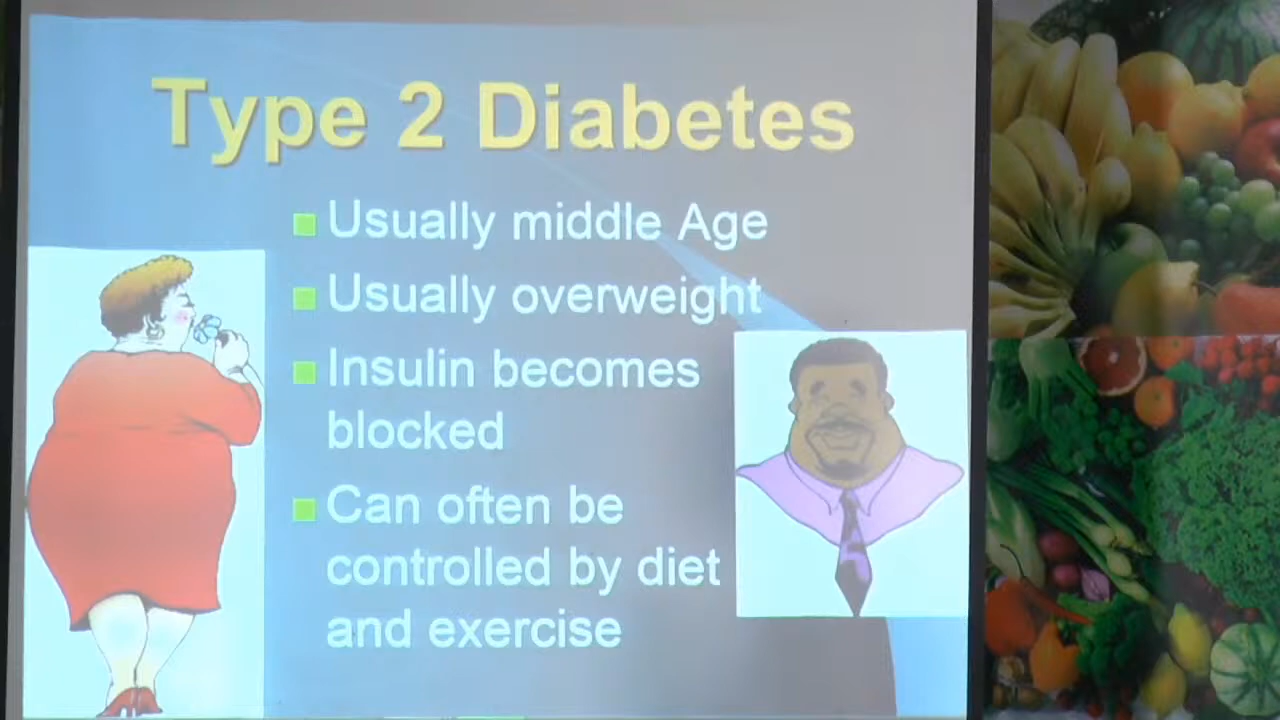 Type 2 Diabetes
Usually middle Age
Usually overweight
Insulin becomes
blocked
Can often be
controlled by diet
and exercise